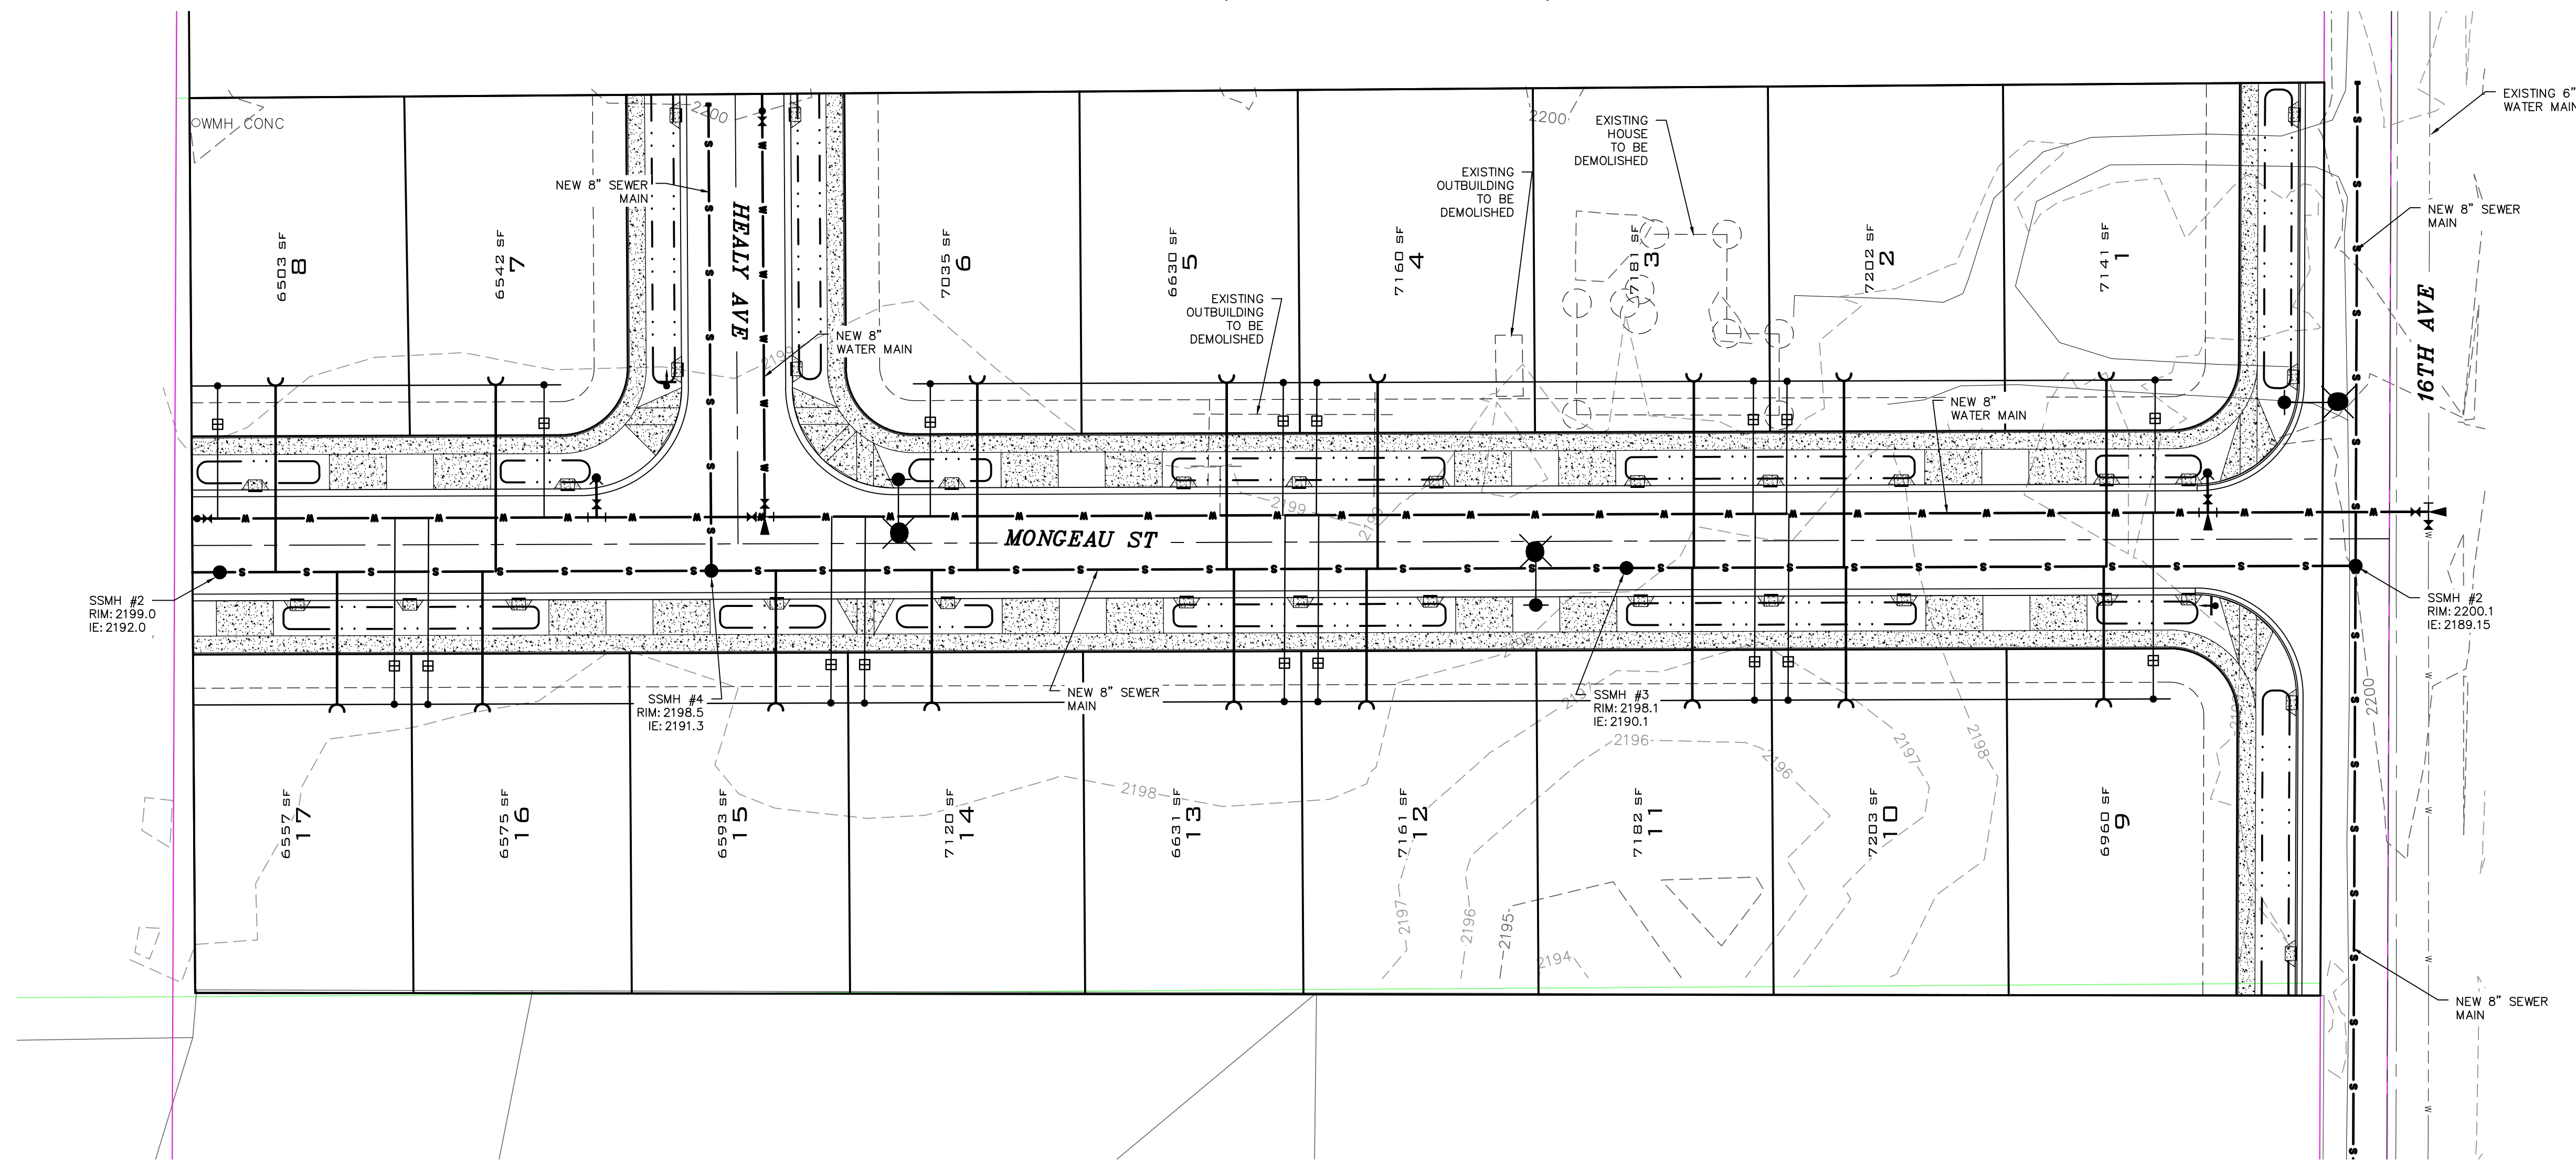 2200
WMH CONC
NEW 8" SEWER
MAIN
HEALY AVE
2200
EXISTING
HOUSE
TO BE
DEMOLISHED
EXISTING
OUTBUILDING
TO BE
DEMOLISHED
EXISTING 6"
WATER MAIN
NEW 8" SEWER
MAIN
6503 SF
8
6542 SF
7
7035 SF
6
6630 SF
5
7160 SF
4
7181 SF
3
7202 SF
2
7141 SF
1
EXISTING
OUTBUILDING
TO BE
DEMOLISHED
NEW 8"
WATER MAIN
2199
16TH AVE
NEW 8"
WATER MAIN
2199
MONGEAU ST
SSMH #2
RIM: 2199.0
IE: 2192.0
SSMH #2
RIM: 2200.1
IE: 2189.15
SSMH #4
RIM: 2198.5
IE: 2191.3
NEW 8" SEWER
MAIN
SSMH #3
RIM: 2198.1
IE: 2190.1
2200
2196
2196
2197
2198
2198
6557 SF
17
6575 SF
16
6593 SF
15
7120 SF
14
6631 SF
13
7161 SF
12
7182 SF
11
7203 SF
10
6960 SF
9
2197
2196
2195
2194
NEW 8" SEWER
MAIN